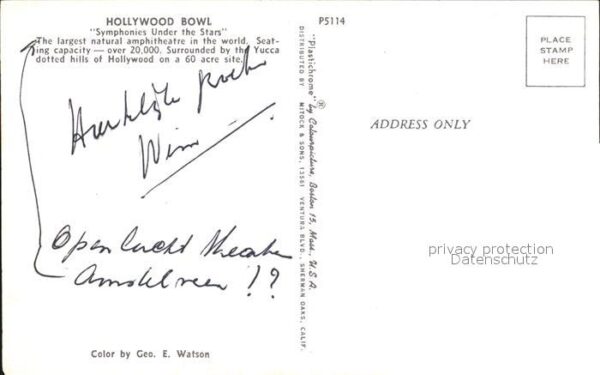 HOLLYWOOD BOWL
"Symphonies Under the Stars"
The largest natural amphitheatre in the world. Seat-
ing capacity — over 20,000. Surrounded by the Yucca
dotted hills of Hollywood on a 60 acre site.
Hartelijke
Wim
Openlucht theater
Amstelveen !?
Color by Geo. E. Watson
P5114
"Plastichrome"® by Colourpicture, Boston 15, Mass., U.S.A.
DISTRIBUTED BY MITOCK & SONS, 13561 VENTURA BLVD., SHERMAN OAKS, CALIF.
PLACE
STAMP
HERE
ADDRESS ONLY
privacy protection
Datenschutz